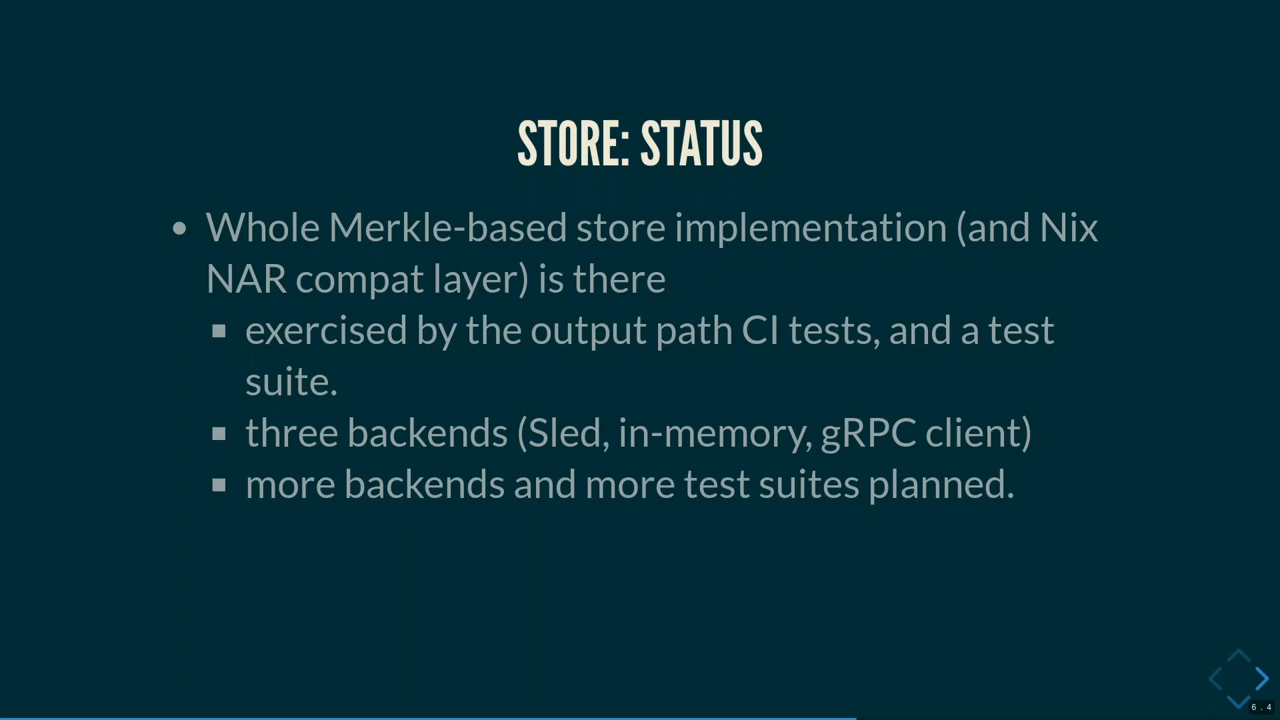 STORE: STATUS
Whole Merkle-based store implementation (and Nix
NAR compat layer) is there
exercised by the output path CI tests, and a test
suite.
three backends (Sled, in-memory, gRPC client)
more backends and more test suites planned.
6.4